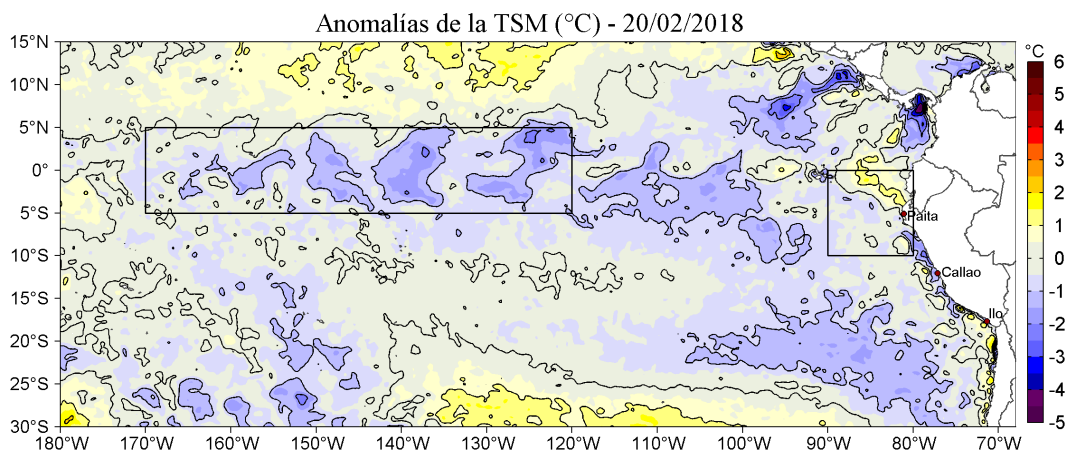 Anomalías de la TSM (°C) - 20/02/2018
15°N
10°N
5°N
0°
5°S
10°S
15°S
20°S
25°S
30°S
180°W
170°W
160°W
150°W
140°W
130°W
120°W
110°W
100°W
90°W
80°W
70°W
Paita
Callao
Ilo
°C
6
5
4
3
2
1
0
-1
-2
-3
-4
-5